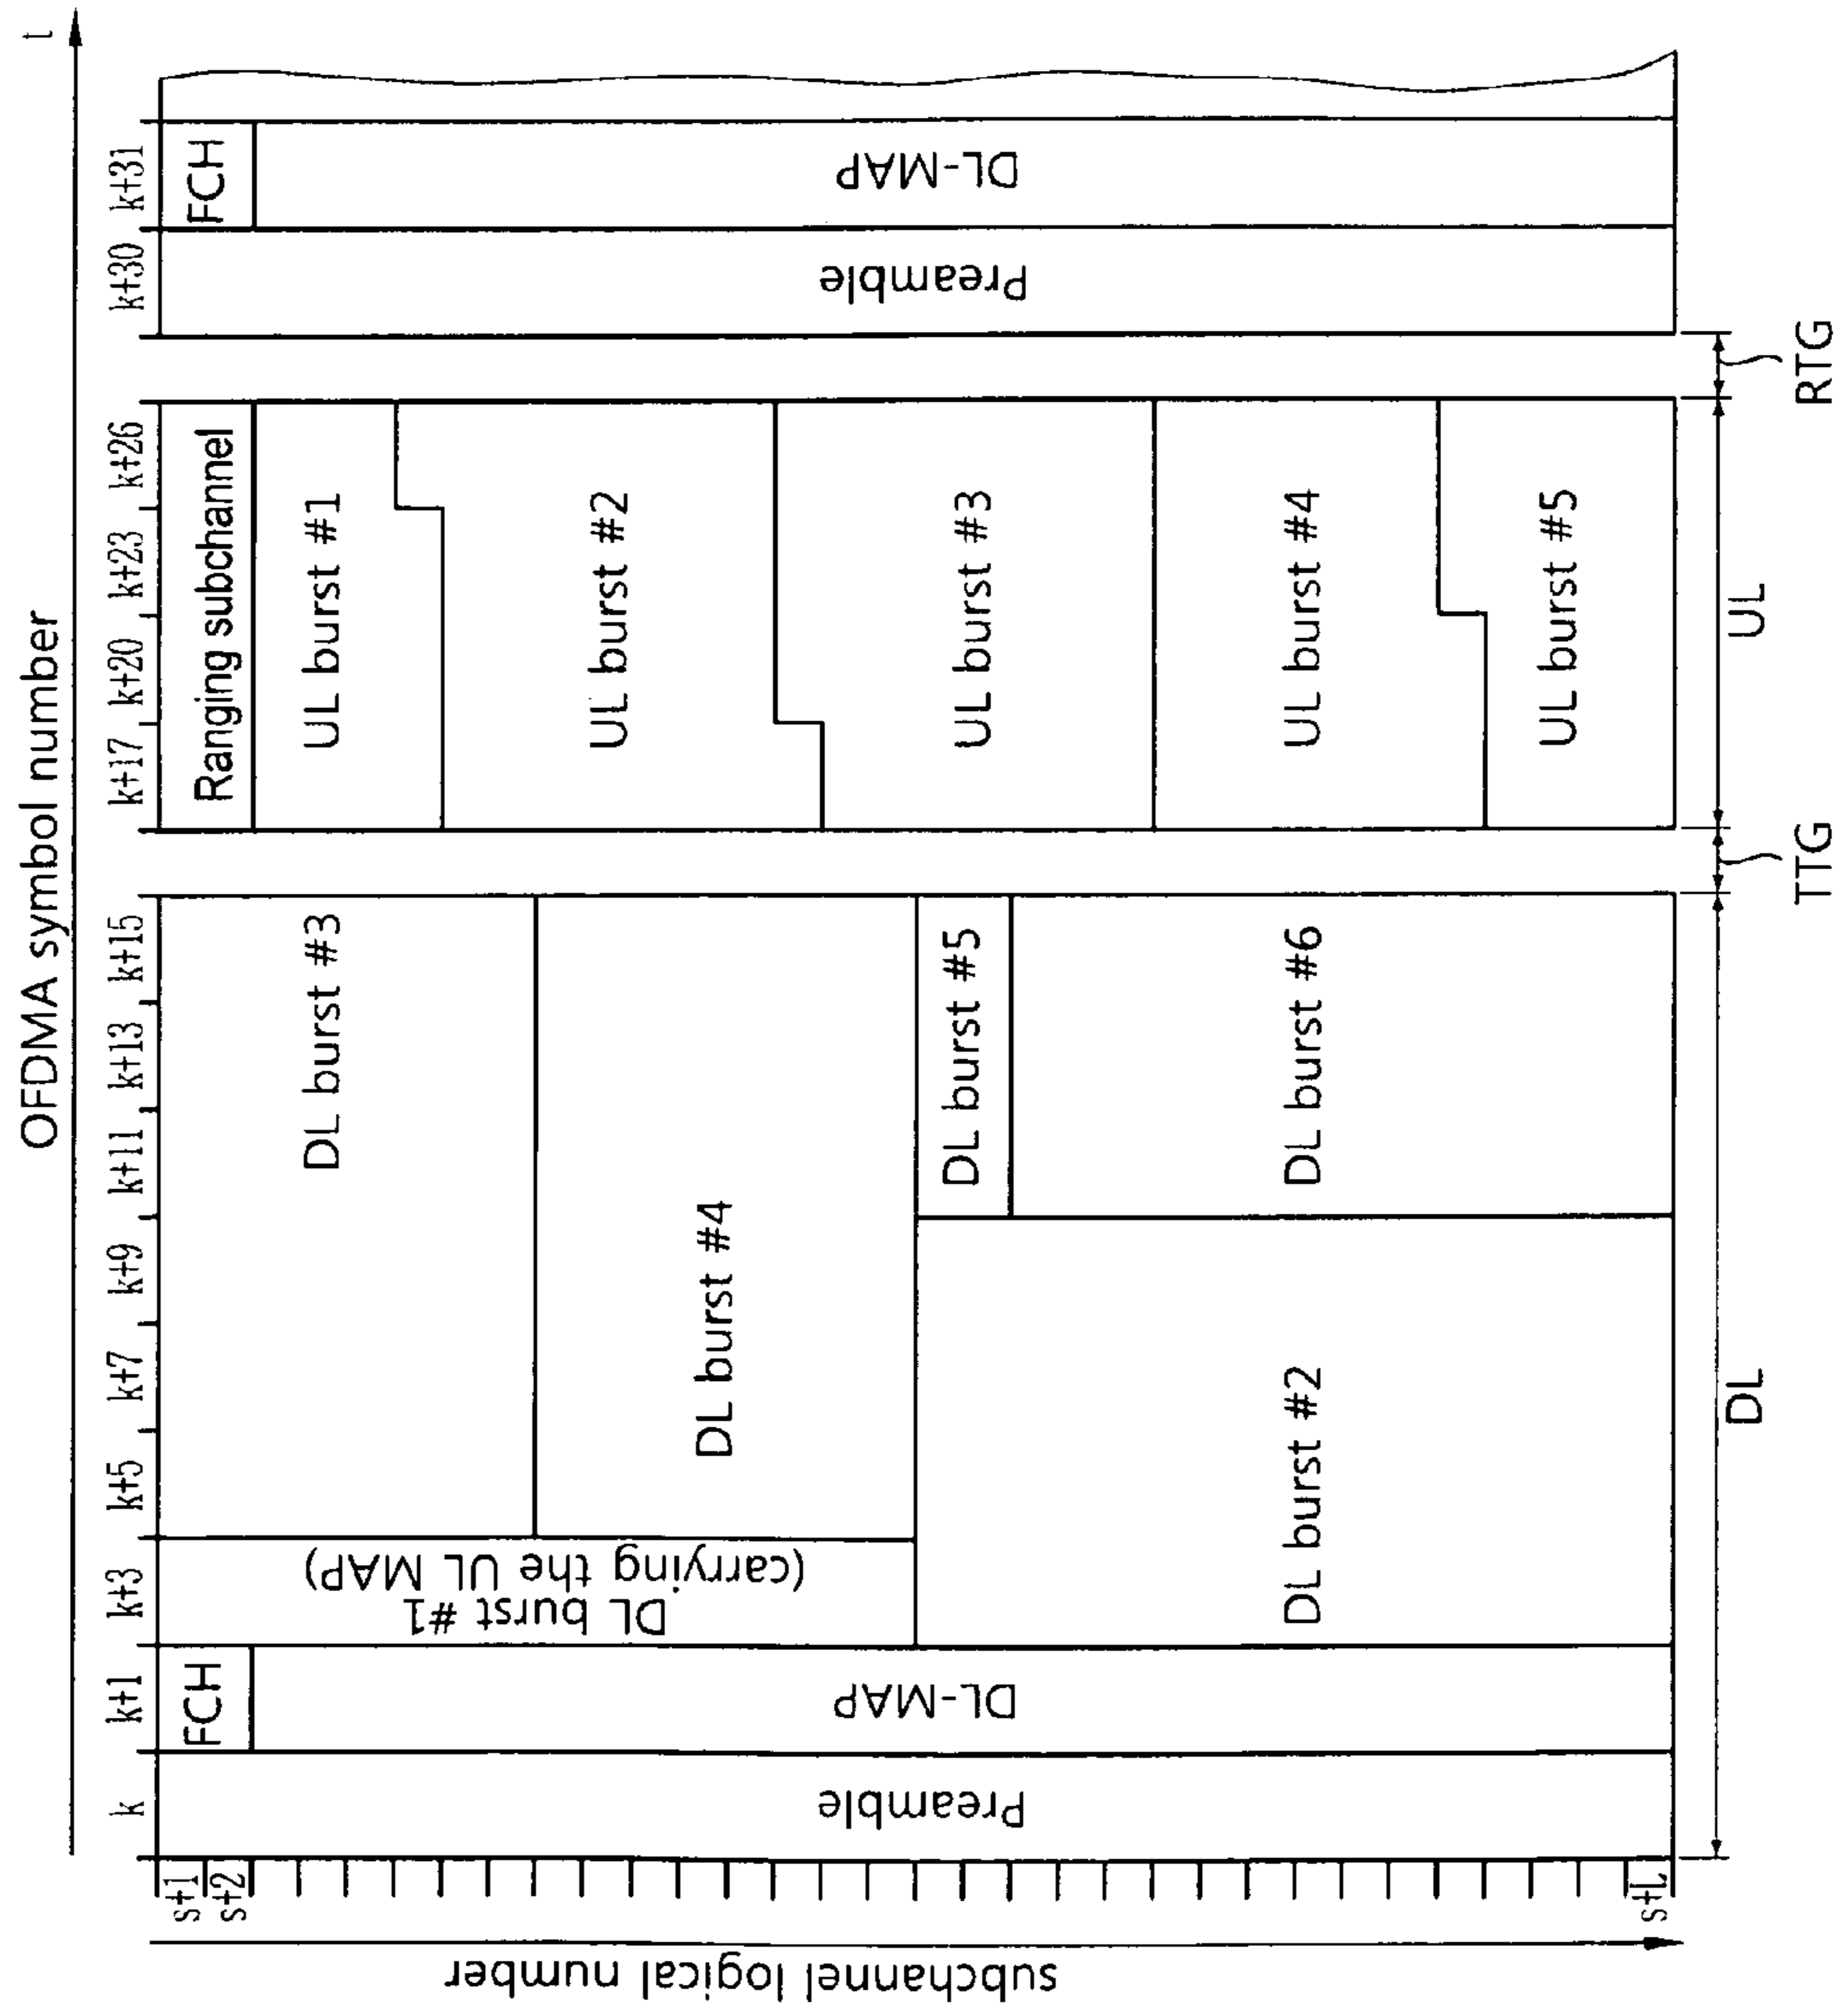 OFDMA symbol number
t
k
k+1
k+3
k+5
k+7
k+9
k+11
k+13
k+15
k+17
k+20
k+23
k+26
k+30
k+31
subchannel logical number
s+1
s+2
s+L
Preamble
FCH
DL-MAP
DL burst #1
(carrying the UL MAP)
DL burst #2
DL burst #3
DL burst #4
DL burst #5
DL burst #6
Ranging subchannel
UL burst #1
UL burst #2
UL burst #3
UL burst #4
UL burst #5
Preamble
FCH
DL-MAP
DL
TTG
UL
RTG